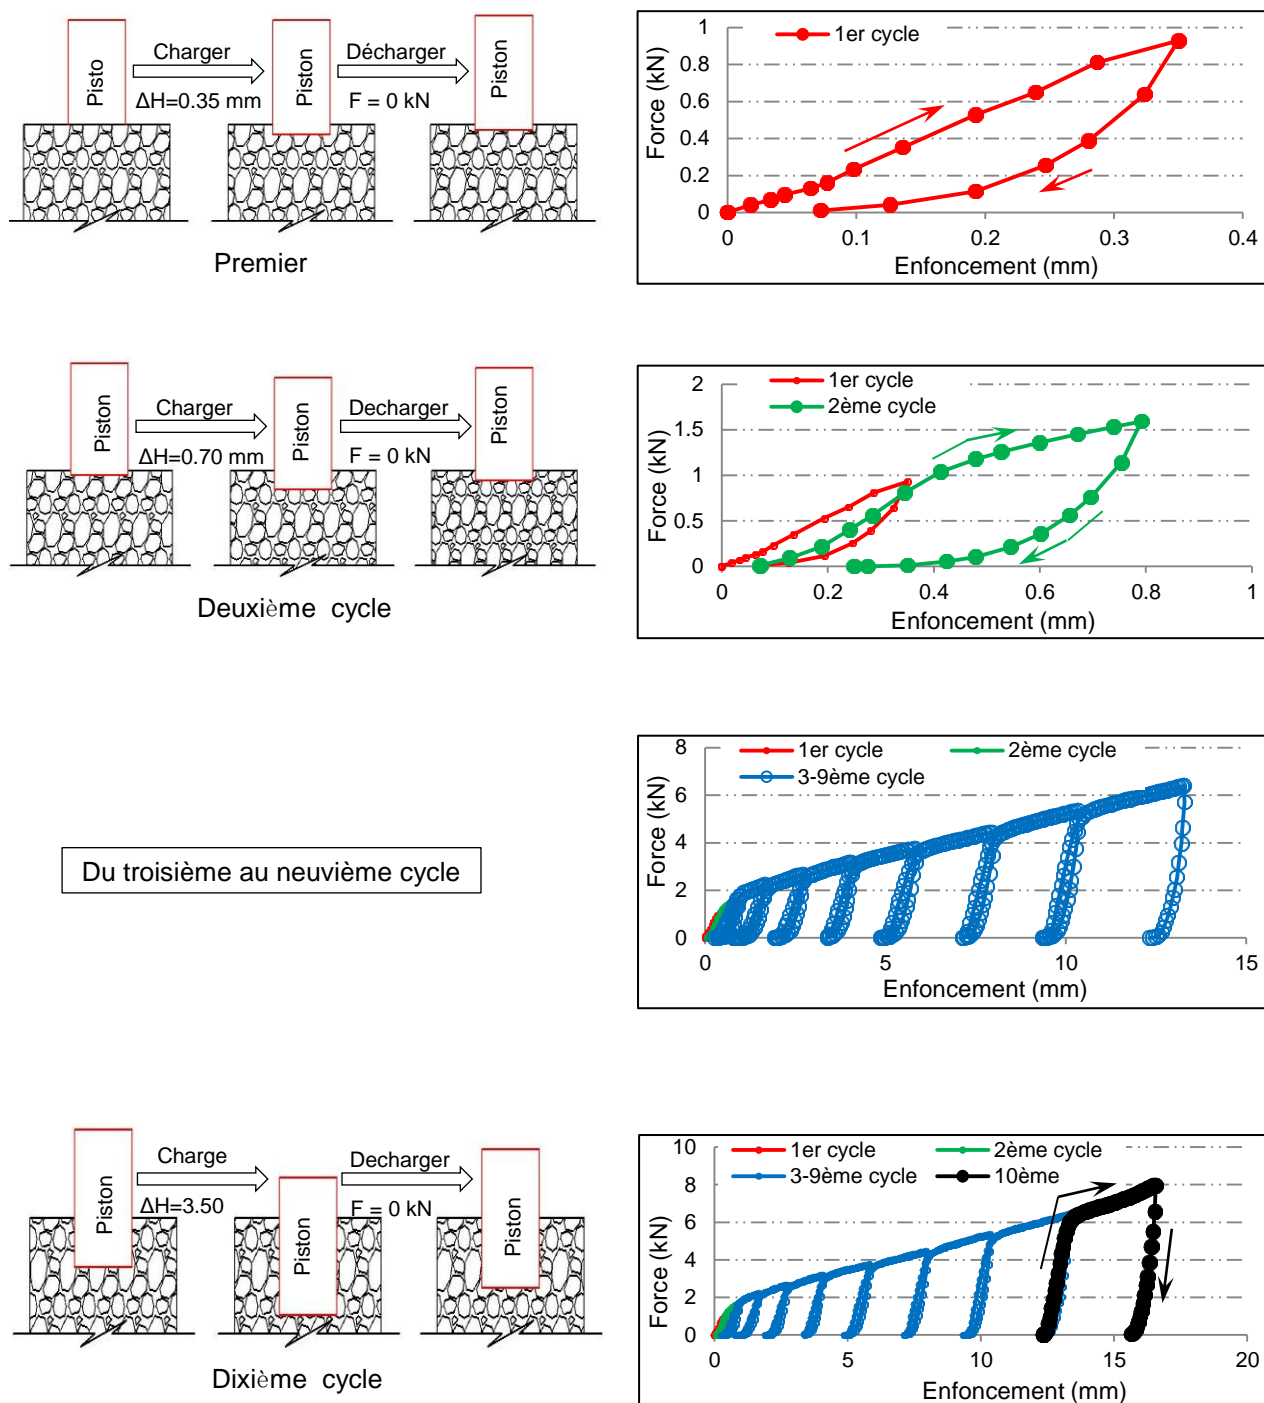 Pisto
Charger
ΔH=0.35 mm
Piston
Décharger
F = 0 kN
Piston
Premier
1er cycle
Force (kN)
1
0.8
0.6
0.4
0.2
0
0 0.1 0.2 0.3 0.4
Enfoncement (mm)
Piston
Charger
ΔH=0.70 mm
Piston
Decharger
F = 0 kN
Piston
Deuxième cycle
1er cycle
2ème cycle
Force (kN)
2
1.5
1
0.5
0
0 0.2 0.4 0.6 0.8 1
Enfoncement (mm)
Du troisième au neuvième cycle
1er cycle 2ème cycle
3-9ème cycle
Force (kN)
8
6
4
2
0
0 5 10 15
Enfoncement (mm)
Piston
Charge
ΔH=3.50
Piston
Decharger
F = 0 kN
Piston
Dixième cycle
1er cycle 2ème cycle
3-9ème cycle 10ème
Force (kN)
10
8
6
4
2
0
0 5 10 15 20
Enfoncement (mm)